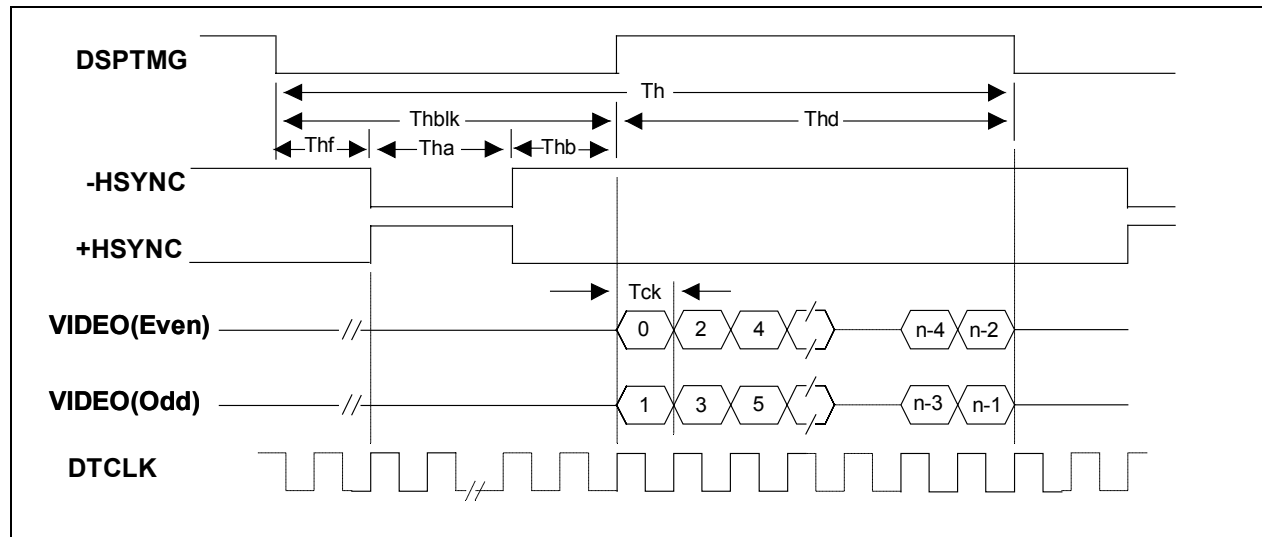 DSPTMG
Th
Thblk Thd
Thf Tha Thb
-HSYNC
+HSYNC
Tck
VIDEO(Even) // 0 2 4 / / n-4 n-2
VIDEO(Odd) // 1 3 5 / / n-3 n-1
DTCLK //